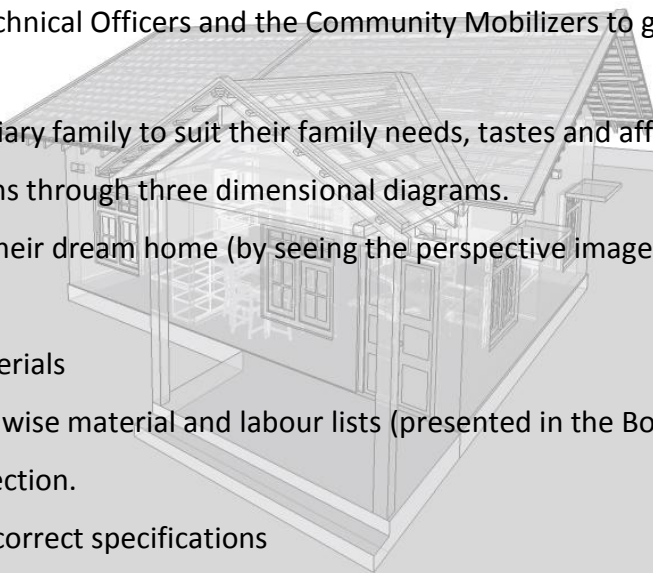 chnical Officers and the Community Mobilizers to g
iary family to suit their family needs, tastes and aff
ns through three dimensional diagrams.
heir dream home (by seeing the perspective image
erials
wise material and labour lists (presented in the Bo
ection.
correct specifications